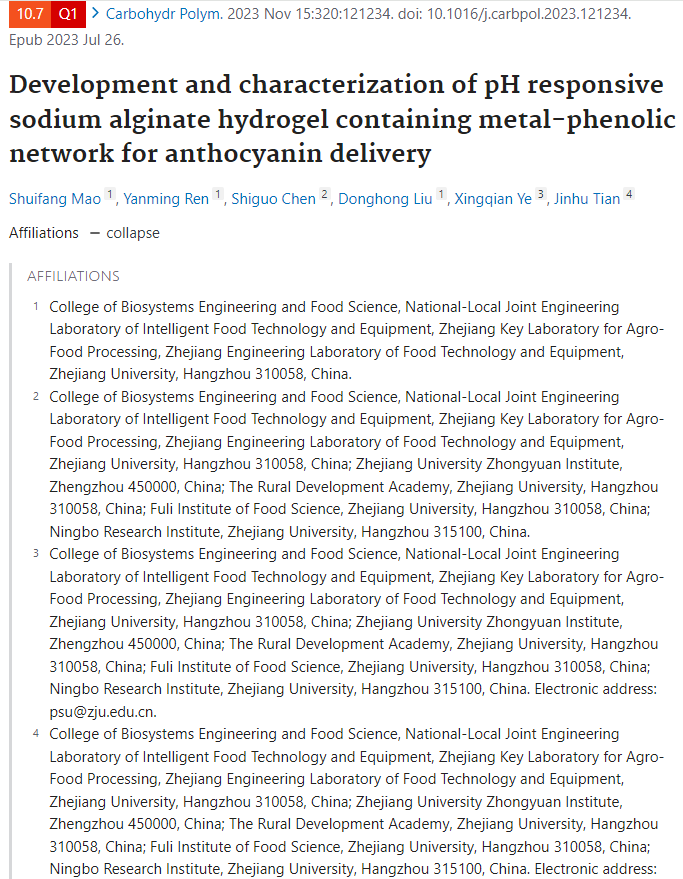 10.7 Q1 > Carbohydr Polym. 2023 Nov 15:320:121234. doi: 10.1016/j.carbpol.2023.121234.
Epub 2023 Jul 26.
Development and characterization of pH responsive
sodium alginate hydrogel containing metal-phenolic
network for anthocyanin delivery
Shuifang Mao 1, Yanming Ren 1, Shiguo Chen 2, Donghong Liu 1, Xingqian Ye 3, Jinhu Tian 4
Affiliations — collapse
AFFILIATIONS
1 College of Biosystems Engineering and Food Science, National-Local Joint Engineering
Laboratory of Intelligent Food Technology and Equipment, Zhejiang Key Laboratory for Agro-
Food Processing, Zhejiang Engineering Laboratory of Food Technology and Equipment,
Zhejiang University, Hangzhou 310058, China.
2 College of Biosystems Engineering and Food Science, National-Local Joint Engineering
Laboratory of Intelligent Food Technology and Equipment, Zhejiang Key Laboratory for Agro-
Food Processing, Zhejiang Engineering Laboratory of Food Technology and Equipment,
Zhejiang University, Hangzhou 310058, China; Zhejiang University Zhongyuan Institute,
Zhengzhou 450000, China; The Rural Development Academy, Zhejiang University, Hangzhou
310058, China; Fuli Institute of Food Science, Zhejiang University, Hangzhou 310058, China;
Ningbo Research Institute, Zhejiang University, Hangzhou 315100, China.
3 College of Biosystems Engineering and Food Science, National-Local Joint Engineering
Laboratory of Intelligent Food Technology and Equipment, Zhejiang Key Laboratory for Agro-
Food Processing, Zhejiang Engineering Laboratory of Food Technology and Equipment,
Zhejiang University, Hangzhou 310058, China; Zhejiang University Zhongyuan Institute,
Zhengzhou 450000, China; The Rural Development Academy, Zhejiang University, Hangzhou
310058, China; Fuli Institute of Food Science, Zhejiang University, Hangzhou 310058, China;
Ningbo Research Institute, Zhejiang University, Hangzhou 315100, China. Electronic address:
psu@zju.edu.cn.
4 College of Biosystems Engineering and Food Science, National-Local Joint Engineering
Laboratory of Intelligent Food Technology and Equipment, Zhejiang Key Laboratory for Agro-
Food Processing, Zhejiang Engineering Laboratory of Food Technology and Equipment,
Zhejiang University, Hangzhou 310058, China; Zhejiang University Zhongyuan Institute,
Zhengzhou 450000, China; The Rural Development Academy, Zhejiang University, Hangzhou
310058, China; Fuli Institute of Food Science, Zhejiang University, Hangzhou 310058, China;
Ningbo Research Institute, Zhejiang University, Hangzhou 315100, China. Electronic address: